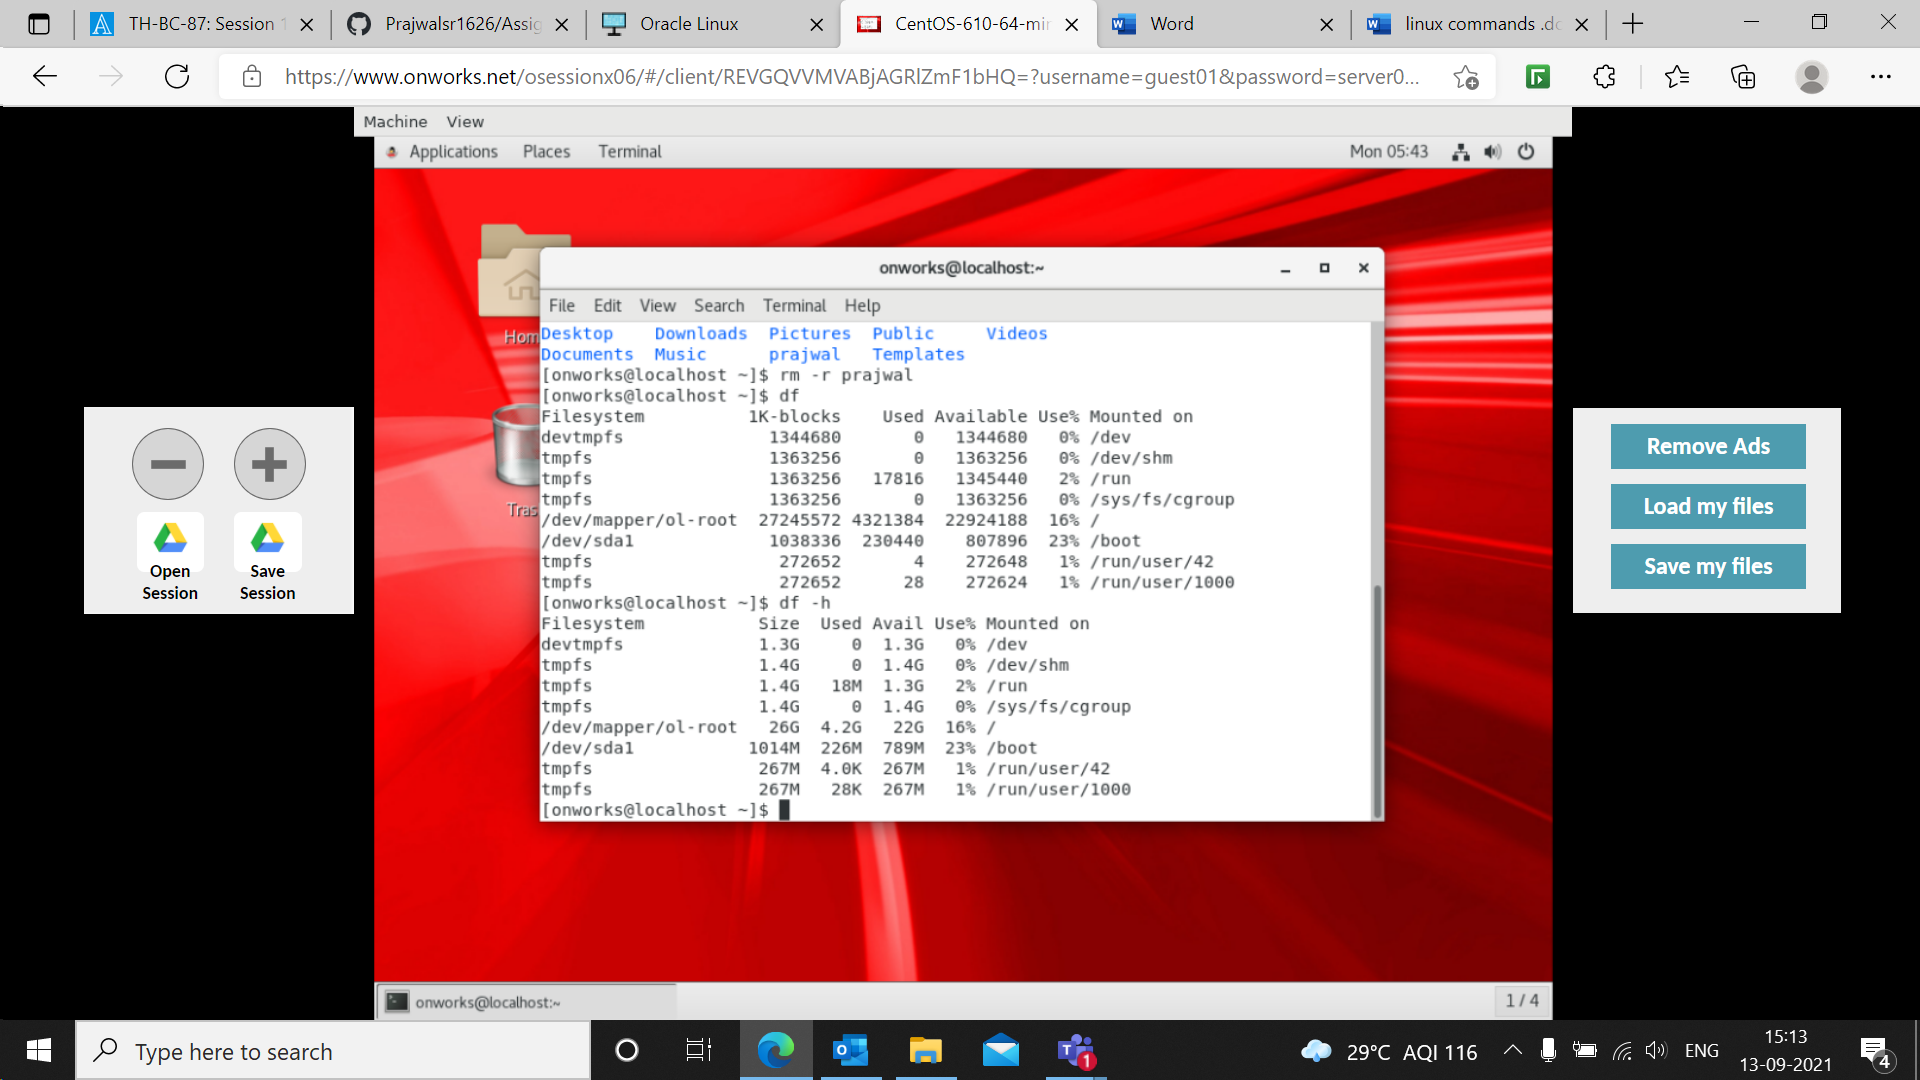 TH-BC-87: Session 1
Prajwalsr1626/Assig
Oracle Linux
CentOS-610-64-mi
Word
linux commands .do
https://www.onworks.net/osessionx06/#/client/REVGQVVMVABjAGRlZmF1bHQ=?username=guest01&password=server0...
Machine View
Applications Places Terminal
Mon 05:43
Home
Trash
onworks@localhost:~
File Edit View Search Terminal Help
Desktop Downloads Pictures Public Videos
Documents Music prajwal Templates
[onworks@localhost ~]$ rm -r prajwal
[onworks@localhost ~]$ df
Filesystem 1K-blocks Used Available Use% Mounted on
devtmpfs 1344680 0 1344680 0% /dev
tmpfs 1363256 0 1363256 0% /dev/shm
tmpfs 1363256 17816 1345440 2% /run
tmpfs 1363256 0 1363256 0% /sys/fs/cgroup
/dev/mapper/ol-root 27245572 4321384 22924188 16% /
/dev/sda1 1038336 230440 807896 23% /boot
tmpfs 272652 4 272648 1% /run/user/42
tmpfs 272652 28 272624 1% /run/user/1000
[onworks@localhost ~]$ df -h
Filesystem Size Used Avail Use% Mounted on
devtmpfs 1.3G 0 1.3G 0% /dev
tmpfs 1.4G 0 1.4G 0% /dev/shm
tmpfs 1.4G 18M 1.3G 2% /run
tmpfs 1.4G 0 1.4G 0% /sys/fs/cgroup
/dev/mapper/ol-root 26G 4.2G 22G 16% /
/dev/sda1 1014M 226M 789M 23% /boot
tmpfs 267M 4.0K 267M 1% /run/user/42
tmpfs 267M 28K 267M 1% /run/user/1000
[onworks@localhost ~]$
Open
Session
Save
Session
Remove Ads
Load my files
Save my files
onworks@localhost:~
1 / 4
Type here to search
1
29°C AQI 116
ENG
15:13
13-09-2021
4